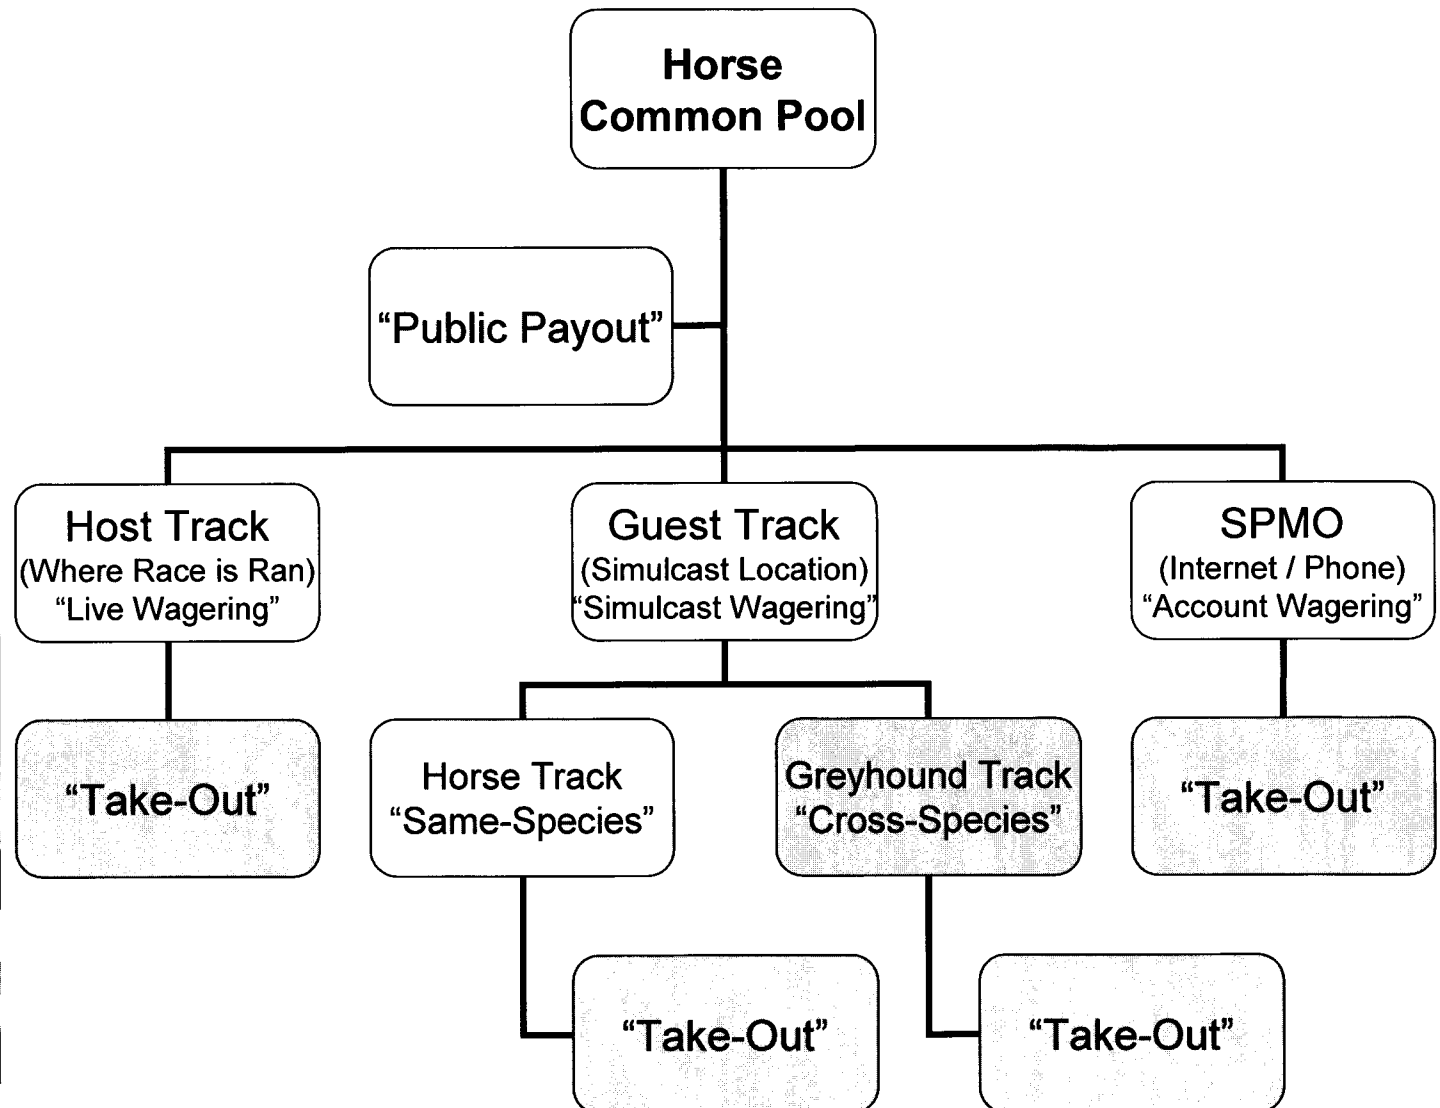 Horse
Common Pool
“Public Payout”
Host Track
(Where Race is Ran)
“Live Wagering”
Guest Track
(Simulcast Location)
“Simulcast Wagering”
SPMO
(Internet / Phone)
“Account Wagering”
“Take-Out”
Horse Track
“Same-Species”
Greyhound Track
“Cross-Species”
“Take-Out”
“Take-Out”
“Take-Out”